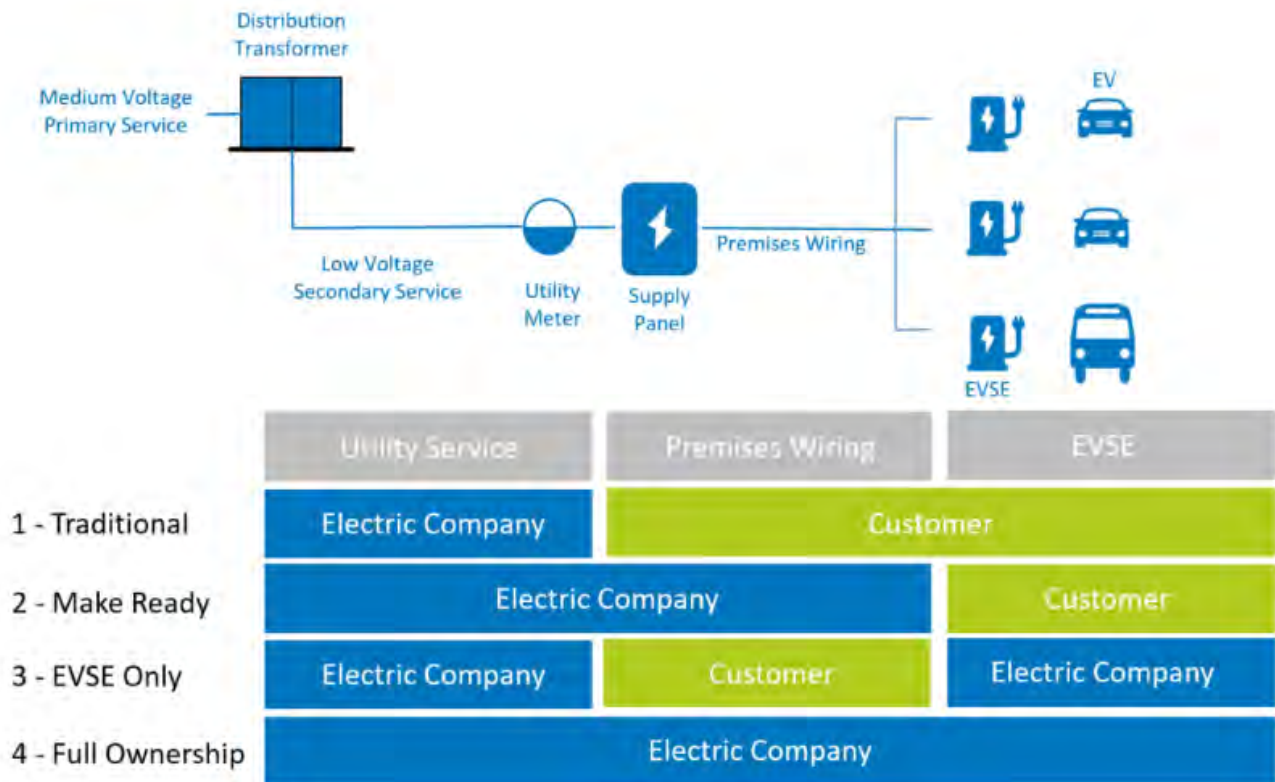 Distribution
Transformer
Medium Voltage
Primary Service
EV
Low Voltage
Secondary Service
Utility
Meter
Supply
Panel
Premises Wiring
EVSE
Utility Service
Premises Wiring
EVSE
1 - Traditional
Electric Company
Customer
2 - Make Ready
Electric Company
Customer
3 - EVSE Only
Electric Company
Customer
Electric Company
4 - Full Ownership
Electric Company